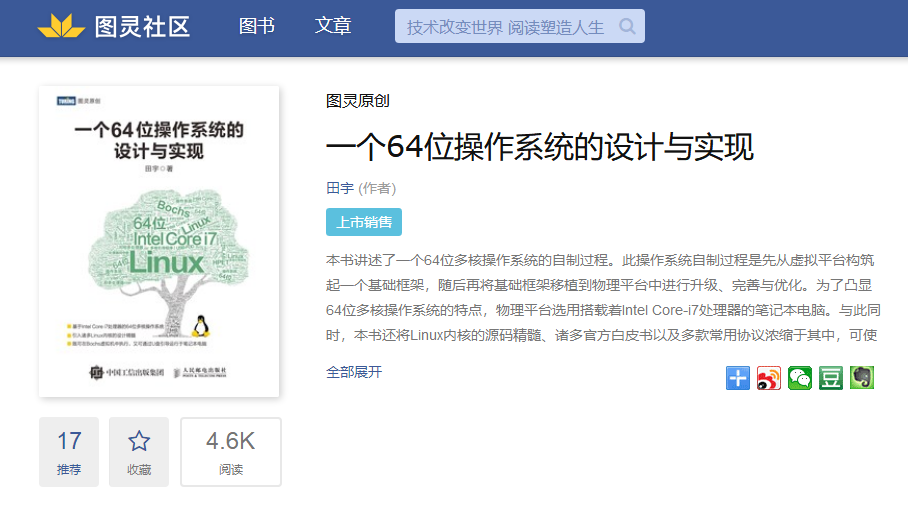 图灵社区 图书 文章 技术改变世界 阅读塑造人生
TURING 图灵原创
一个64位操作系统的
设计与实现
田宇◎著
Bochs
64位 Linux
Intel Core i7
Linux
中国工信出版集团 人民邮电出版社
POSTS & TELECOM PRESS
图灵原创
一个64位操作系统的设计与实现
田宇 (作者)
上市销售
本书讲述了一个64位多核操作系统的自制过程。此操作系统自制过程是先从虚拟平台构筑
起一个基础框架，随后再将基础框架移植到物理平台中进行升级、完善与优化。为了凸显
64位多核操作系统的特点，物理平台选用搭载着Intel Core-i7处理器的笔记本电脑。与此同
时，本书还将Linux内核的源码精髓、诸多官方白皮书以及多款常用协议浓缩于其中，可使
全部展开
豆
17 4.6K
推荐 收藏 阅读